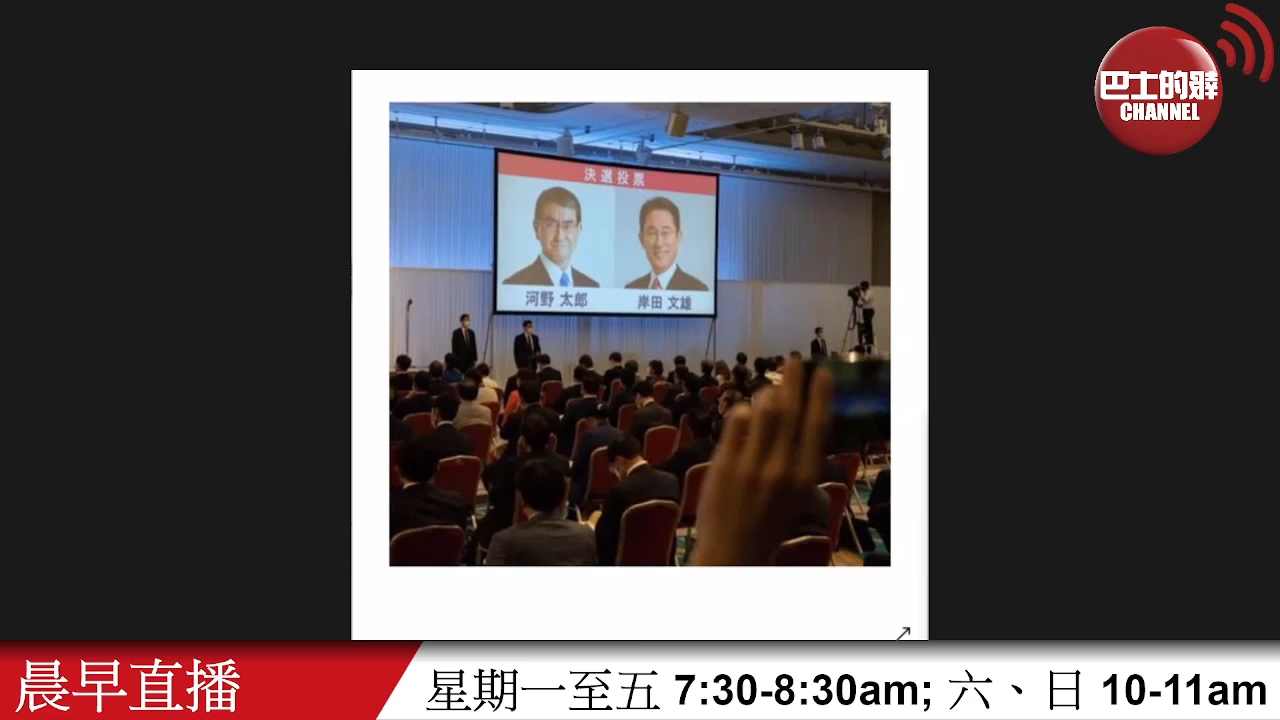 巴士的報
CHANNEL
決選投票
河野 太郎
岸田 文雄
晨早直播
星期一至五 7:30-8:30am; 六、日 10-11am